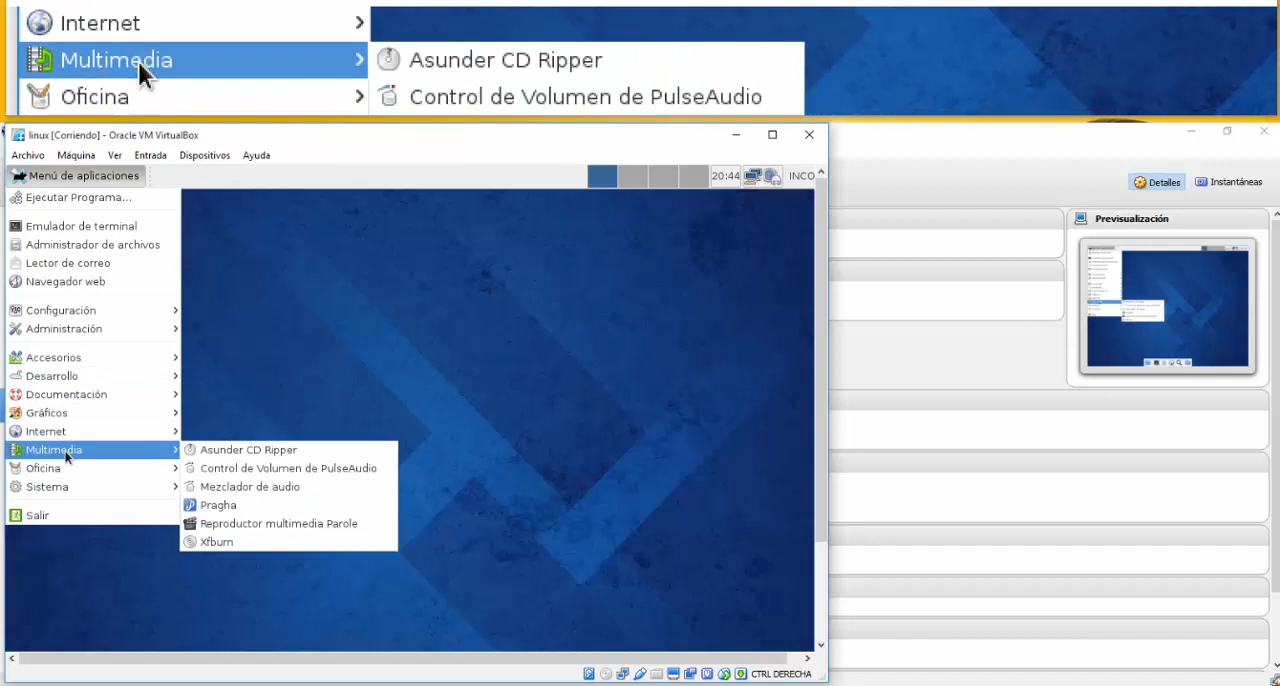 Internet
Multimedia
Asunder CD Ripper
Oficina
Control de Volumen de PulseAudio
linux [Corriendo] - Oracle VM VirtualBox
Archivo Máquina Ver Entrada Dispositivos Ayuda
Menú de aplicaciones
20:44
INCO
Detalles
Instantáneas
Previsualización
Ejecutar Programa...
Emulador de terminal
Administrador de archivos
Lector de correo
Navegador web
Configuración
Administración
Accesorios
Desarrollo
Documentación
Gráficos
Internet
Multimedia
Oficina
Sistema
Salir
Asunder CD Ripper
Control de Volumen de PulseAudio
Mezclador de audio
Pragha
Reproductor multimedia Parole
Xfburn
CTRL DERECHA